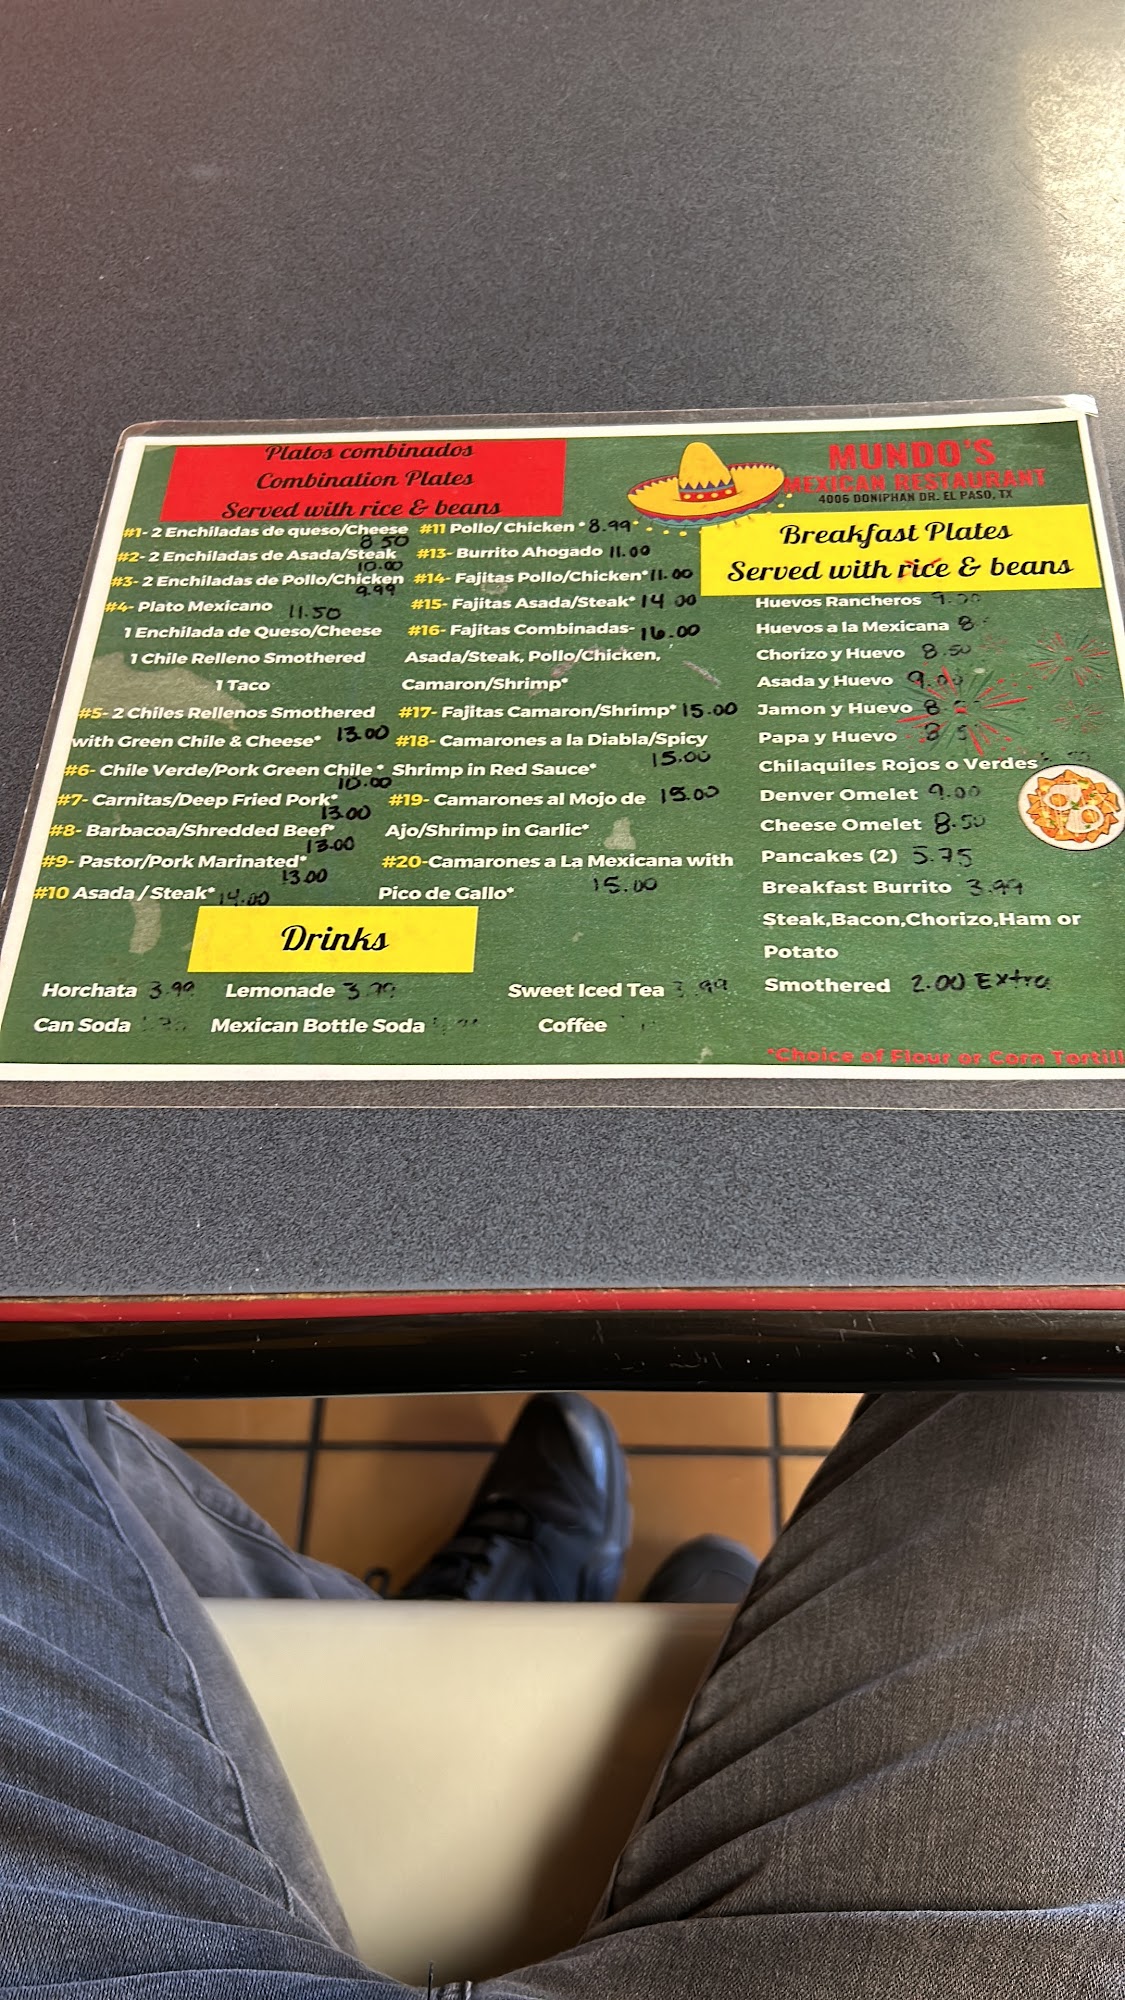 Platos combinados
Combination Plates
Served with rice & beans
#1- 2 Enchiladas de queso/Cheese
8.50
#2- 2 Enchiladas de Asada/Steak
10.00
#3- 2 Enchiladas de Pollo/Chicken
9.99
#4- Plato Mexicano 11.50
1 Enchilada de Queso/Cheese
1 Chile Relleno Smothered
1 Taco
#5- 2 Chiles Rellenos Smothered
with Green Chile & Cheese* 13.00
#6- Chile Verde/Pork Green Chile*
10.00
#7- Carnitas/Deep Fried Pork*
13.00
#8- Barbacoa/Shredded Beef*
13.00
#9- Pastor/Pork Marinated*
13.00
#10 Asada / Steak* 14.00
#11 Pollo/ Chicken * 8.99
#13- Burrito Ahogado 11.00
#14- Fajitas Pollo/Chicken* 11.00
#15- Fajitas Asada/Steak* 14 00
#16- Fajitas Combinadas- 16.00
Asada/Steak, Pollo/Chicken,
Camaron/Shrimp*
#17- Fajitas Camaron/Shrimp* 15.00
#18- Camarones a la Diabla/Spicy
Shrimp in Red Sauce* 15.00
#19- Camarones al Mojo de 15.00
Ajo/Shrimp in Garlic*
#20-Camarones a La Mexicana with
Pico de Gallo* 15.00
MUNDO'S
MEXICAN RESTAURANT
4006 DONIPHAN DR. EL PASO, TX
Breakfast Plates
Served with rice & beans
Huevos Rancheros
Huevos a la Mexicana
Chorizo y Huevo 8.50
Asada y Huevo 9.00
Jamon y Huevo
Papa y Huevo
Chilaquiles Rojos o Verdes
Denver Omelet 9.00
Cheese Omelet 8.50
Pancakes (2) 5.75
Breakfast Burrito 3.99
Steak,Bacon,Chorizo,Ham or
Potato
Smothered 2.00 Extra
*Choice of Flour or Corn Tortill
Drinks
Horchata 3.99 Lemonade Sweet Iced Tea
Can Soda Mexican Bottle Soda Coffee